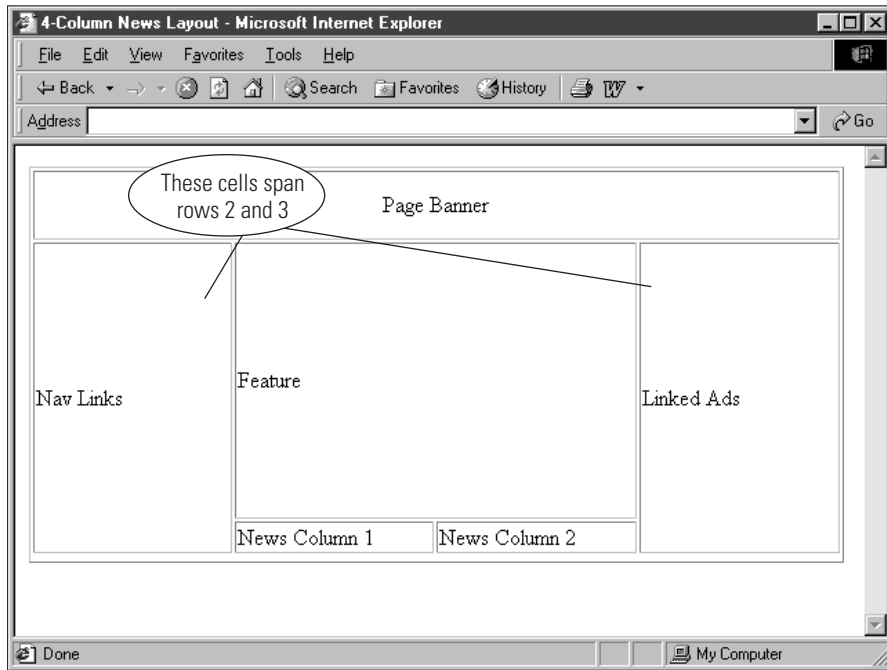 4-Column News Layout - Microsoft Internet Explorer
File Edit View Favorites Tools Help
Back Search Favorites History
Address Go
These cells span
rows 2 and 3
Page Banner
Nav Links
Feature
Linked Ads
News Column 1 News Column 2
Done My Computer